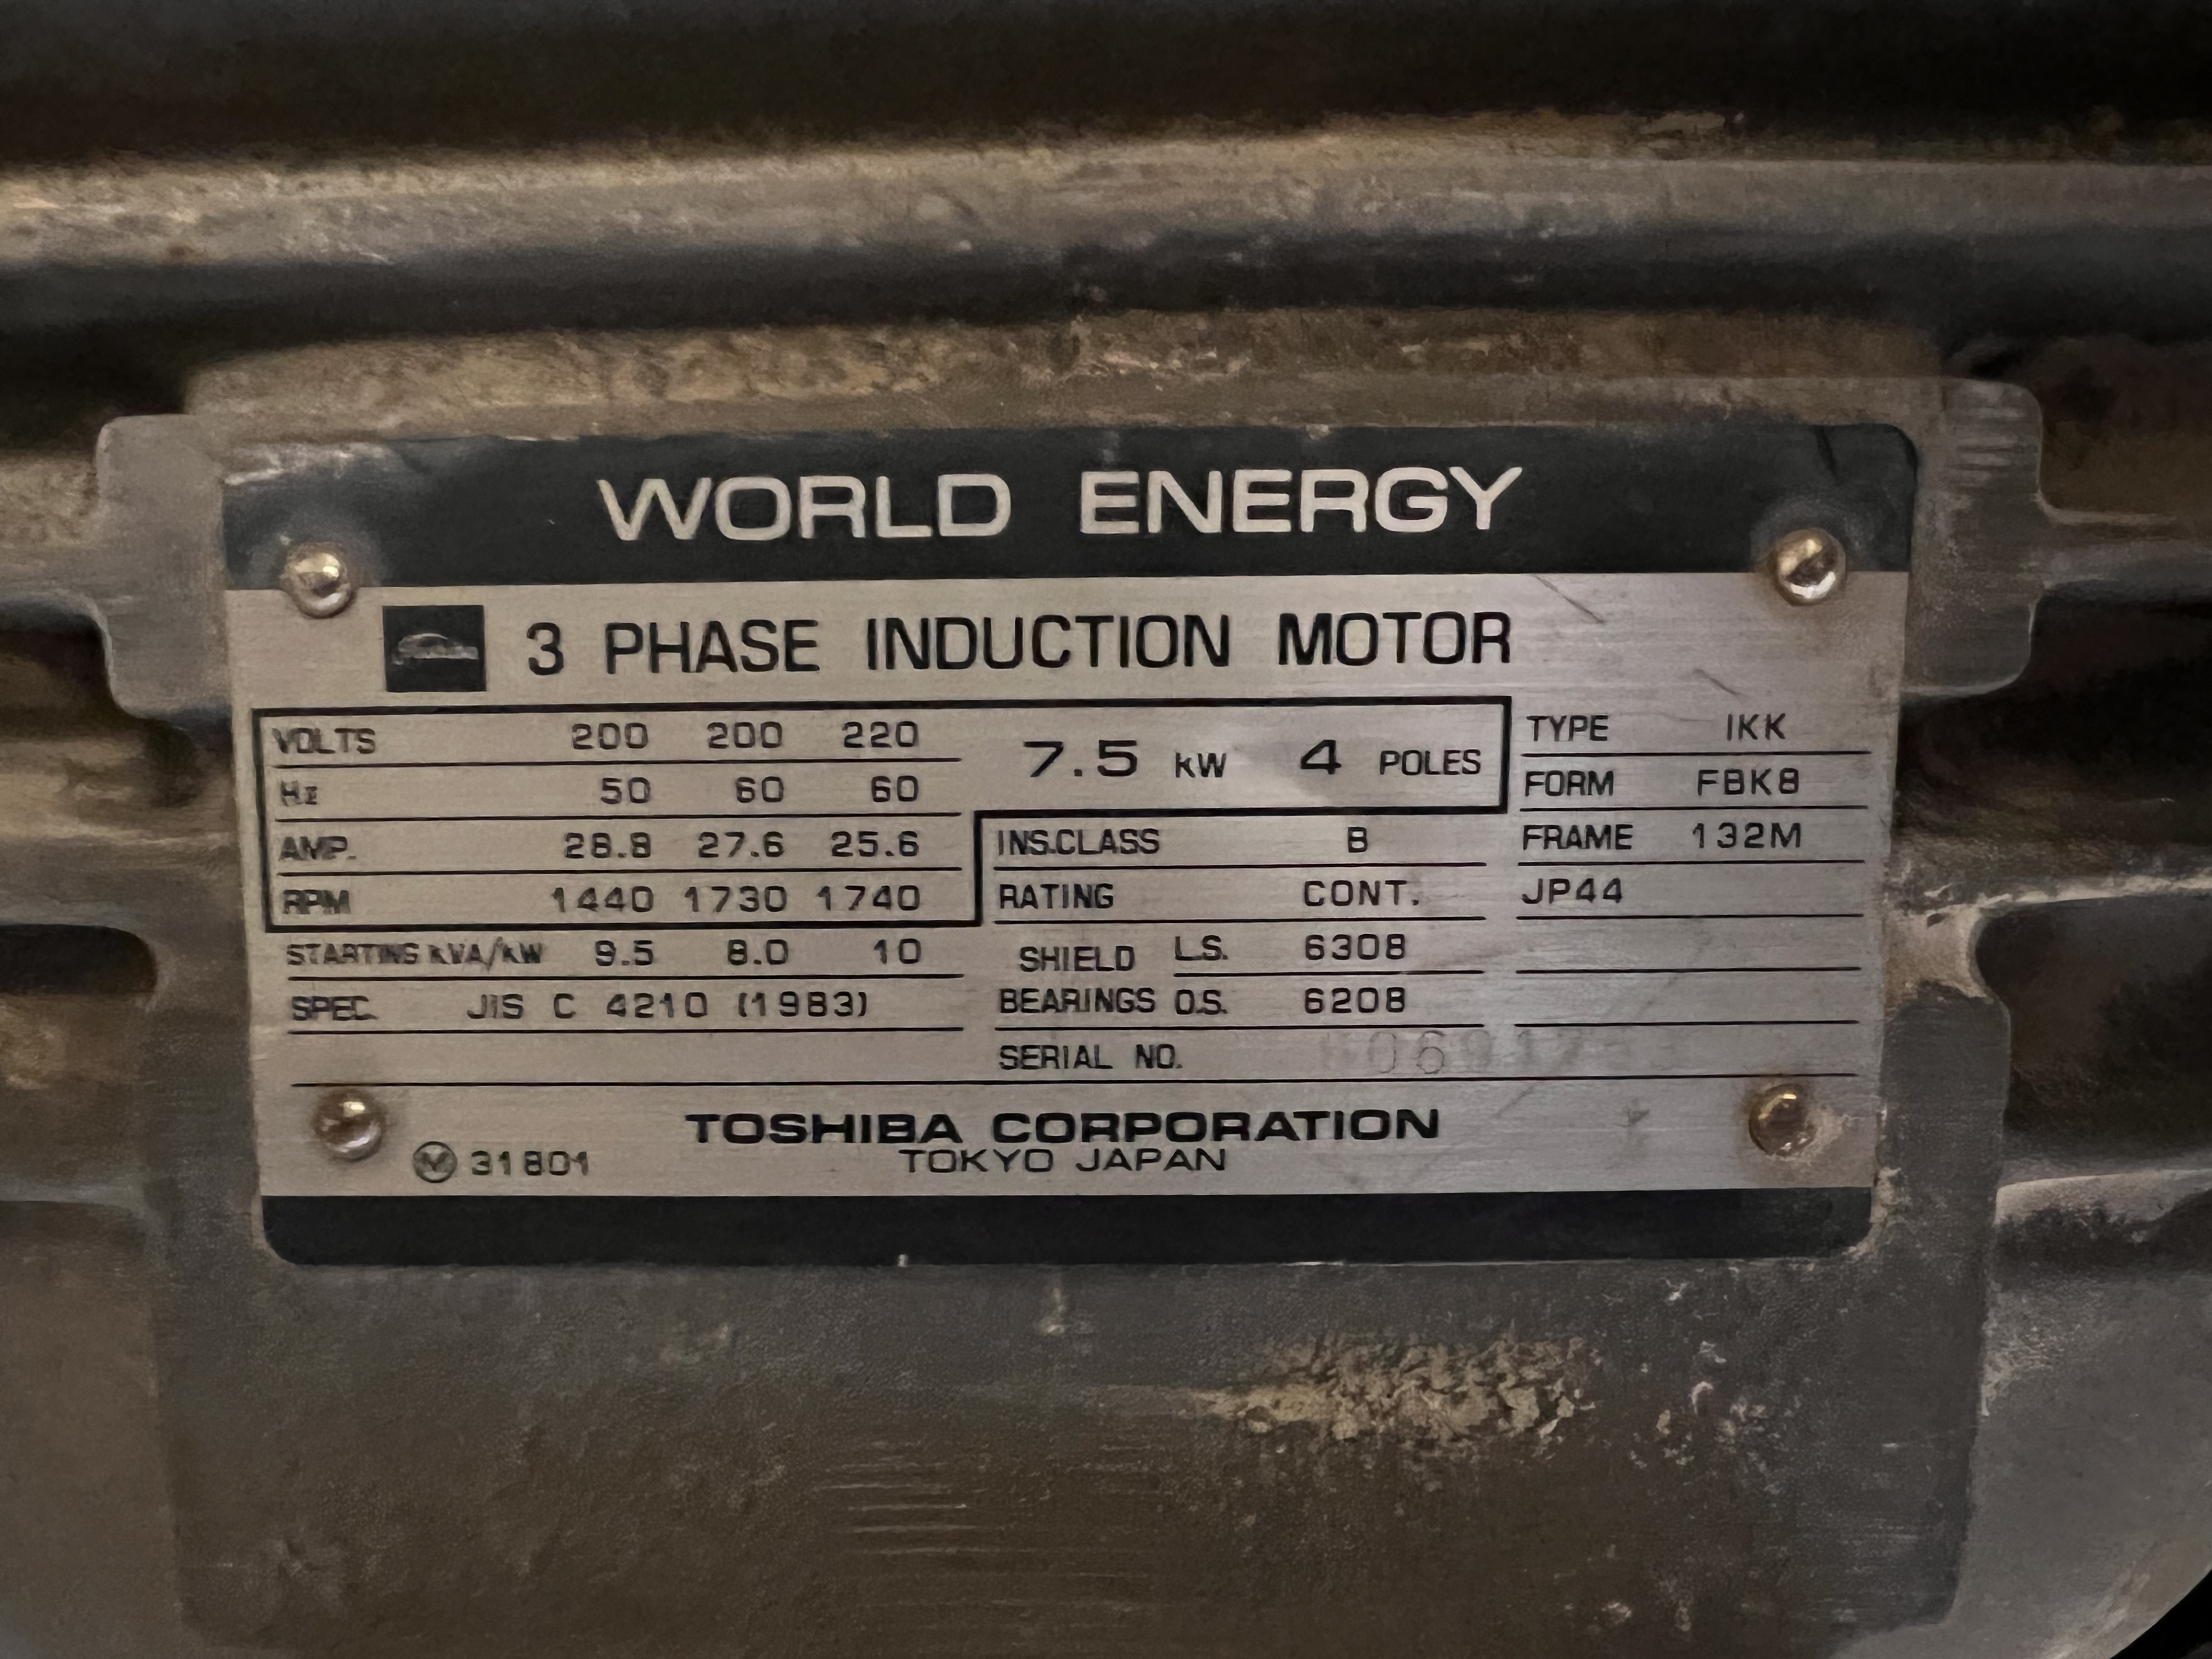 WORLD ENERGY
3 PHASE INDUCTION MOTOR
VOLTS 200 200 220
7.5 kW 4 POLES
TYPE IKK
Hz 50 60 60
FORM FBK8
AMP. 28.8 27.6 25.6
INS.CLASS B
FRAME 132M
RPM 1440 1730 1740
RATING CONT.
JP44
STARTING kVA/kW 9.5 8.0 10
SHIELD L.S. 6308
SPEC. JIS C 4210 (1983)
BEARINGS O.S. 6208
SERIAL NO.
TOSHIBA CORPORATION
M 31801
TOKYO JAPAN